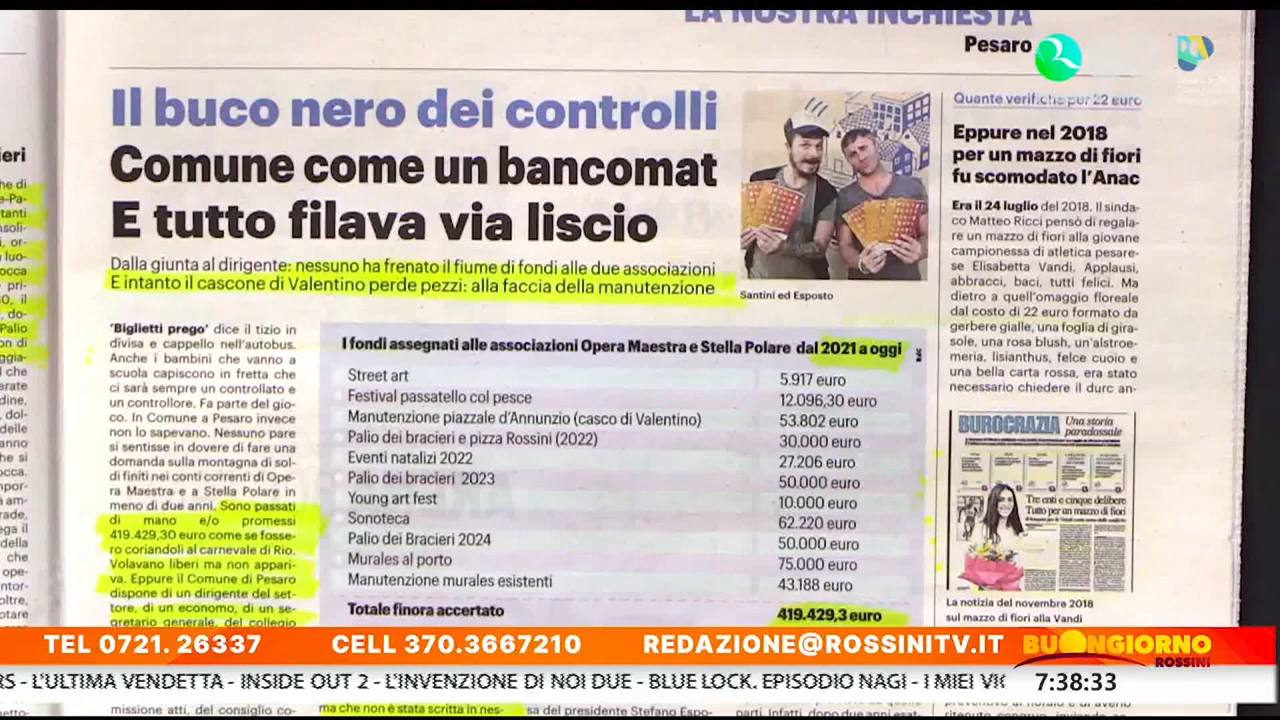 LA NOSTRA INCHIESTA
Pesaro
Il buco nero dei controlli
Comune come un bancomat
E tutto filava via liscio
Dalla giunta al dirigente: nessuno ha frenato il fiume di fondi alle due associazioni
E intanto il cascone di Valentino perde pezzi: alla faccia della manutenzione
Santini ed Esposto
'Biglietti prego' dice il tizio in
divisa e cappello nell'autobus.
Anche i bambini che vanno a
scuola capiscono in fretta che
ci sarà sempre un controllato e
un controllore. Fa parte del gio-
co. In Comune a Pesaro invece
non lo sapevano. Nessuno pare
si sentisse in dovere di fare una
domanda sulla montagna di sol-
di finiti nei conti correnti di Ope-
ra Maestra e a Stella Polare in
meno di due anni. Sono passati
di mano e/o promessi
419.429,30 euro come se fosse-
ro coriandoli al carnevale di Rio.
Volavano liberi ma non appari-
va. Eppure il Comune di Pesaro
dispone di un dirigente del set-
tore, di un economo, di un se-
gretario generale, del collegio
I fondi assegnati alle associazioni Opera Maestra e Stella Polare dal 2021 a oggi
Street art 5.917 euro
Festival passatello col pesce 12.096,30 euro
Manutenzione piazzale d'Annunzio (casco di Valentino) 53.802 euro
Palio dei bracieri e pizza Rossini (2022) 30.000 euro
Eventi natalizi 2022 27.206 euro
Palio dei bracieri 2023 50.000 euro
Young art fest 10.000 euro
Sonoteca 62.220 euro
Palio dei Bracieri 2024 50.000 euro
Murales al porto 75.000 euro
Manutenzione murales esistenti 43.188 euro
Totale finora accertato 419.429,3 euro
Quante verifiche per 22 euro
Eppure nel 2018
per un mazzo di fiori
fu scomodato l'Anac
Era il 24 luglio del 2018. Il sinda-
co Matteo Ricci pensò di regala-
re un mazzo di fiori alla giovane
campionessa di atletica pesare-
se Elisabetta Vandi. Applausi,
abbracci, baci, tutti felici. Ma
dietro a quell'omaggio floreale
dal costo di 22 euro formato da
gerbere gialle, una foglia di gira-
sole, una rosa blush, un'alstroe-
meria, lisianthus, felce cuoio e
una bella carta rossa, era stato
necessario chiedere il durc an-
BUROCRAZIA Una storia
paradossale
Tre enti e cinque delibere
Tutto per un mazzo di fiori
La notizia del novembre 2018
sul mazzo di fiori alla Vandi
TEL 0721.26337 CELL 370.3667210 REDAZIONE@ROSSINITV.IT
BUONGIORNO
ROSSINI
RS - L'ULTIMA VENDETTA - INSIDE OUT 2 - L'INVENZIONE DI NOI DUE - BLUE LOCK. EPISODIO NAGI - I MIEI VIC
7:38:33
missione atti, del consiglio co-
ma che non è stata scritta in nes-
sa del presidente Stefano Espo-